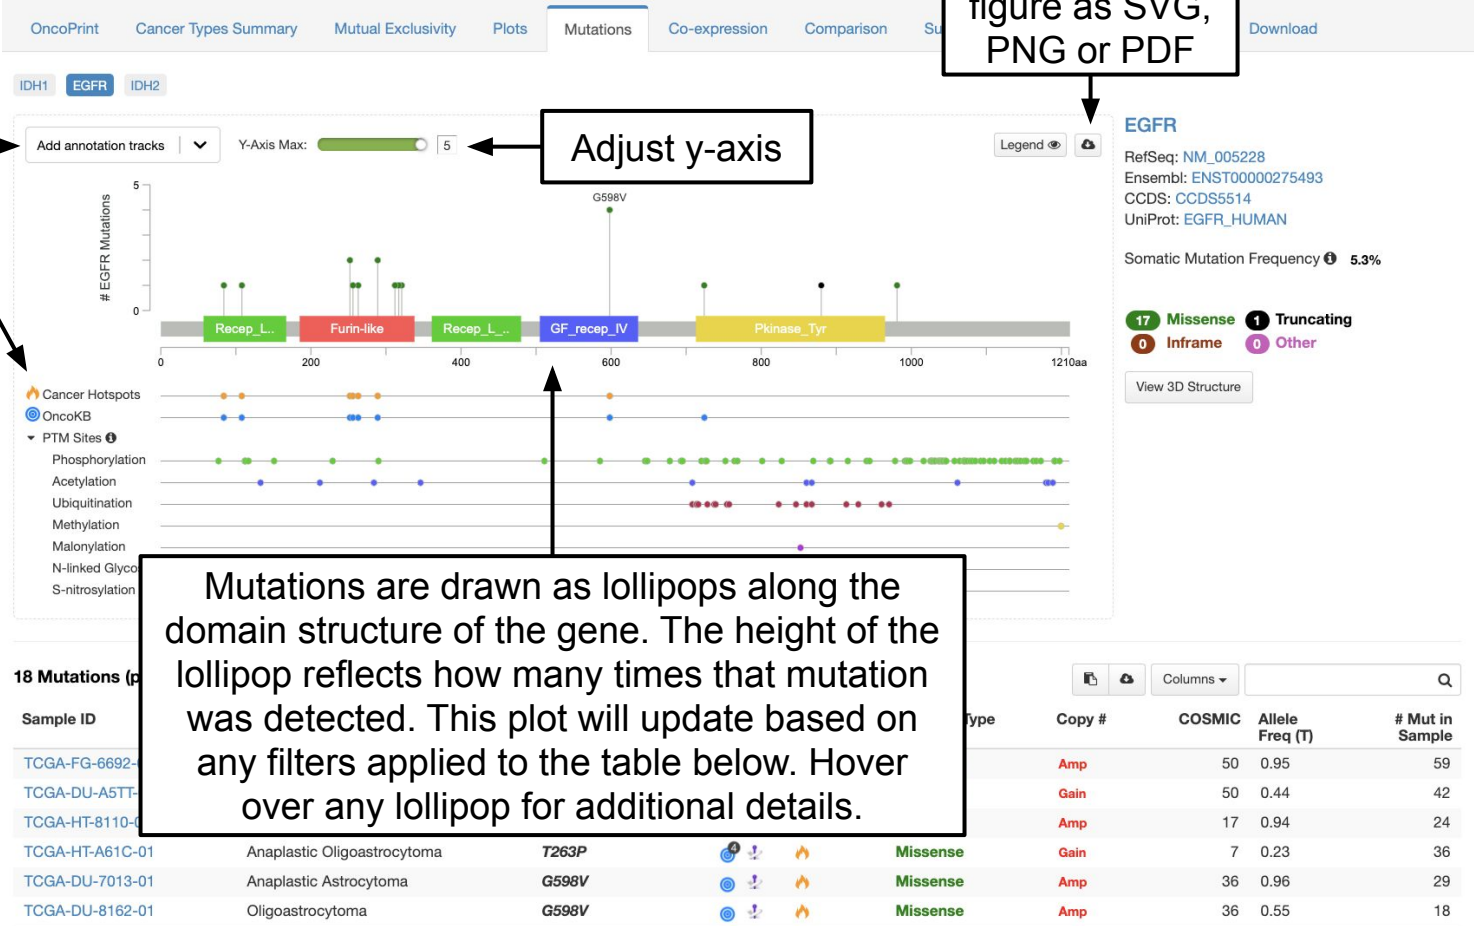 figure as SVG,
PNG or PDF
OncoPrint Cancer Types Summary Mutual Exclusivity Plots Mutations Co-expression Comparison Download
IDH1 EGFR IDH2
Add annotation tracks Y-Axis Max: 5 Adjust y-axis Legend
EGFR
RefSeq: NM_005228
Ensembl: ENST00000275493
CCDS: CCDS5514
UniProt: EGFR_HUMAN
Somatic Mutation Frequency 5.3%
17 Missense 1 Truncating
0 Inframe 0 Other
View 3D Structure
# EGFR Mutations
5
0
G598V
Recep_L.. Furin-like Recep_L_.. GF_recep_IV Pkinase_Tyr
0 200 400 600 800 1000 1210aa
Cancer Hotspots
OncoKB
PTM Sites
Phosphorylation
Acetylation
Ubiquitination
Methylation
Malonylation
N-linked
S-nitrosylation
Mutations are drawn as lollipops along the
domain structure of the gene. The height of the
lollipop reflects how many times that mutation
was detected. This plot will update based on
any filters applied to the table below. Hover
over any lollipop for additional details.
18 Mutations Columns
Sample ID Type Copy # COSMIC Allele Freq (T) # Mut in Sample
TCGA-FG-6692- Amp 50 0.95 59
TCGA-DU-A5TT- Gain 50 0.44 42
TCGA-HT-8110- Amp 17 0.94 24
TCGA-HT-A61C-01 Anaplastic Oligoastrocytoma T263P 4 Missense Gain 7 0.23 36
TCGA-DU-7013-01 Anaplastic Astrocytoma G598V Missense Amp 36 0.96 29
TCGA-DU-8162-01 Oligoastrocytoma G598V Missense Amp 36 0.55 18